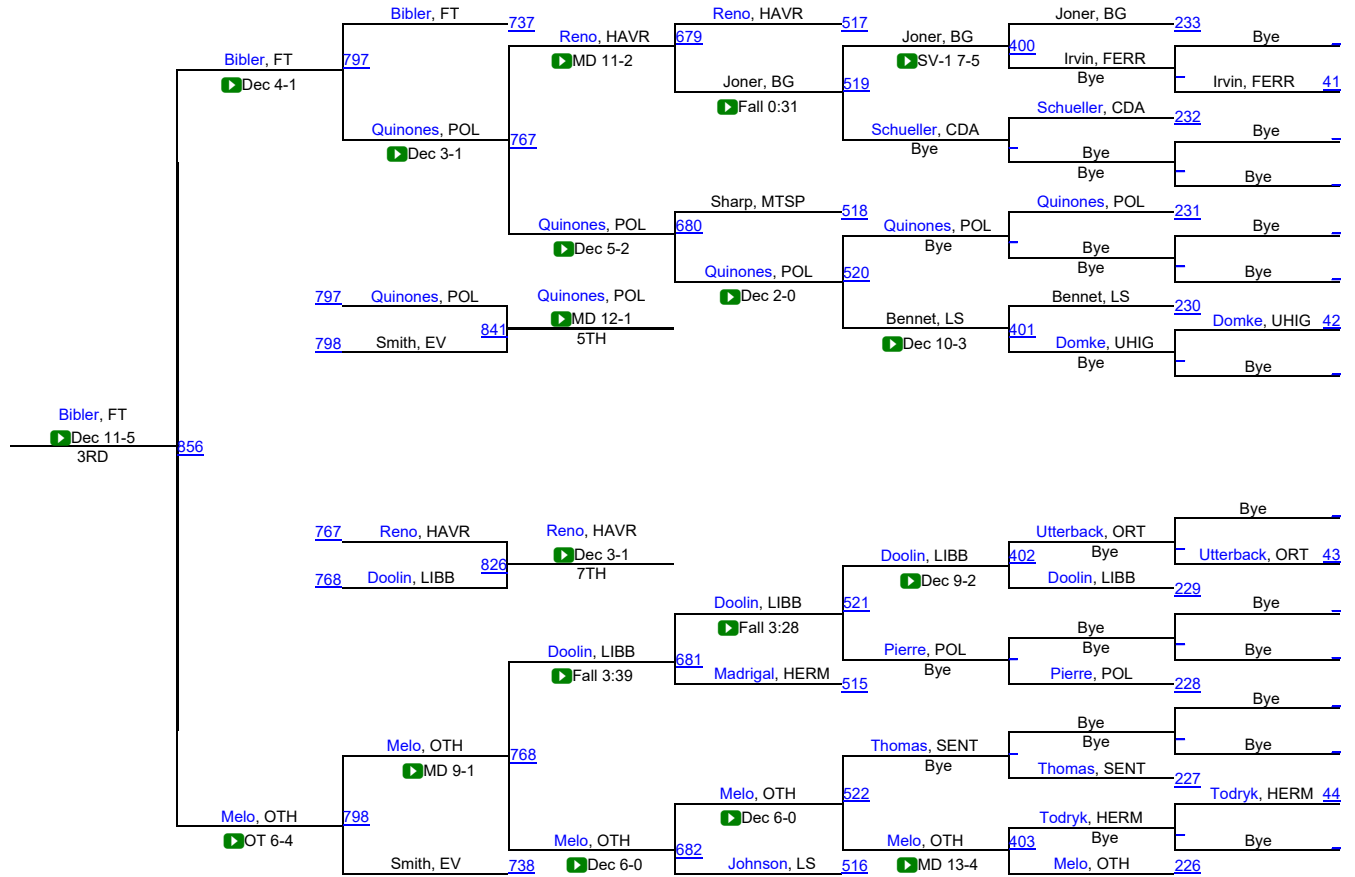 Bibler, FT
737
Reno, HAVR
517
Joner, BG
233
Bye
Reno, HAVR
679
Joner, BG
400
MD 11-2
SV-1 7-5
Bibler, FT
797
Irvin, FERR
Bye
Irvin, FERR 41
Dec 4-1
Joner, BG
519
Fall 0:31
Schueller, CDA
232
Quinones, POL
767
Dec 3-1
Schueller, CDA
Bye
Bye
Bye
Bye
Bye
Sharp, MTSP
518
Quinones, POL
231
Quinones, POL
680
Dec 5-2
Quinones, POL
Bye
Bye
Bye
Bye
Bye
Quinones, POL
520
Dec 2-0
797 Quinones, POL
Quinones, POL
MD 12-1
5TH
841
798 Smith, EV
Bennet, LS
230
Bennet, LS
401
Dec 10-3
Domke, UHIG 42
Domke, UHIG
Bye
Bye
Bibler, FT
Dec 11-5
3RD
856
767 Reno, HAVR
Reno, HAVR
Dec 3-1
7TH
826
768 Doolin, LIBB
Bye
Utterback, ORT
Bye
Utterback, ORT 43
Doolin, LIBB
402
Dec 9-2
Doolin, LIBB
229
Doolin, LIBB
521
Fall 3:28
Bye
Bye
Bye
Bye
Doolin, LIBB
681
Fall 3:39
Pierre, POL
Bye
Madrigal, HERM
515
Pierre, POL
228
Melo, OTH
768
MD 9-1
Bye
Bye
Bye
Bye
Thomas, SENT
Bye
Thomas, SENT
227
Melo, OTH
522
Dec 6-0
Todryk, HERM 44
Melo, OTH
798
OT 6-4
Todryk, HERM
Bye
Bye
Melo, OTH
682
Dec 6-0
Melo, OTH
403
MD 13-4
Smith, EV
738
Johnson, LS
516
Melo, OTH
226